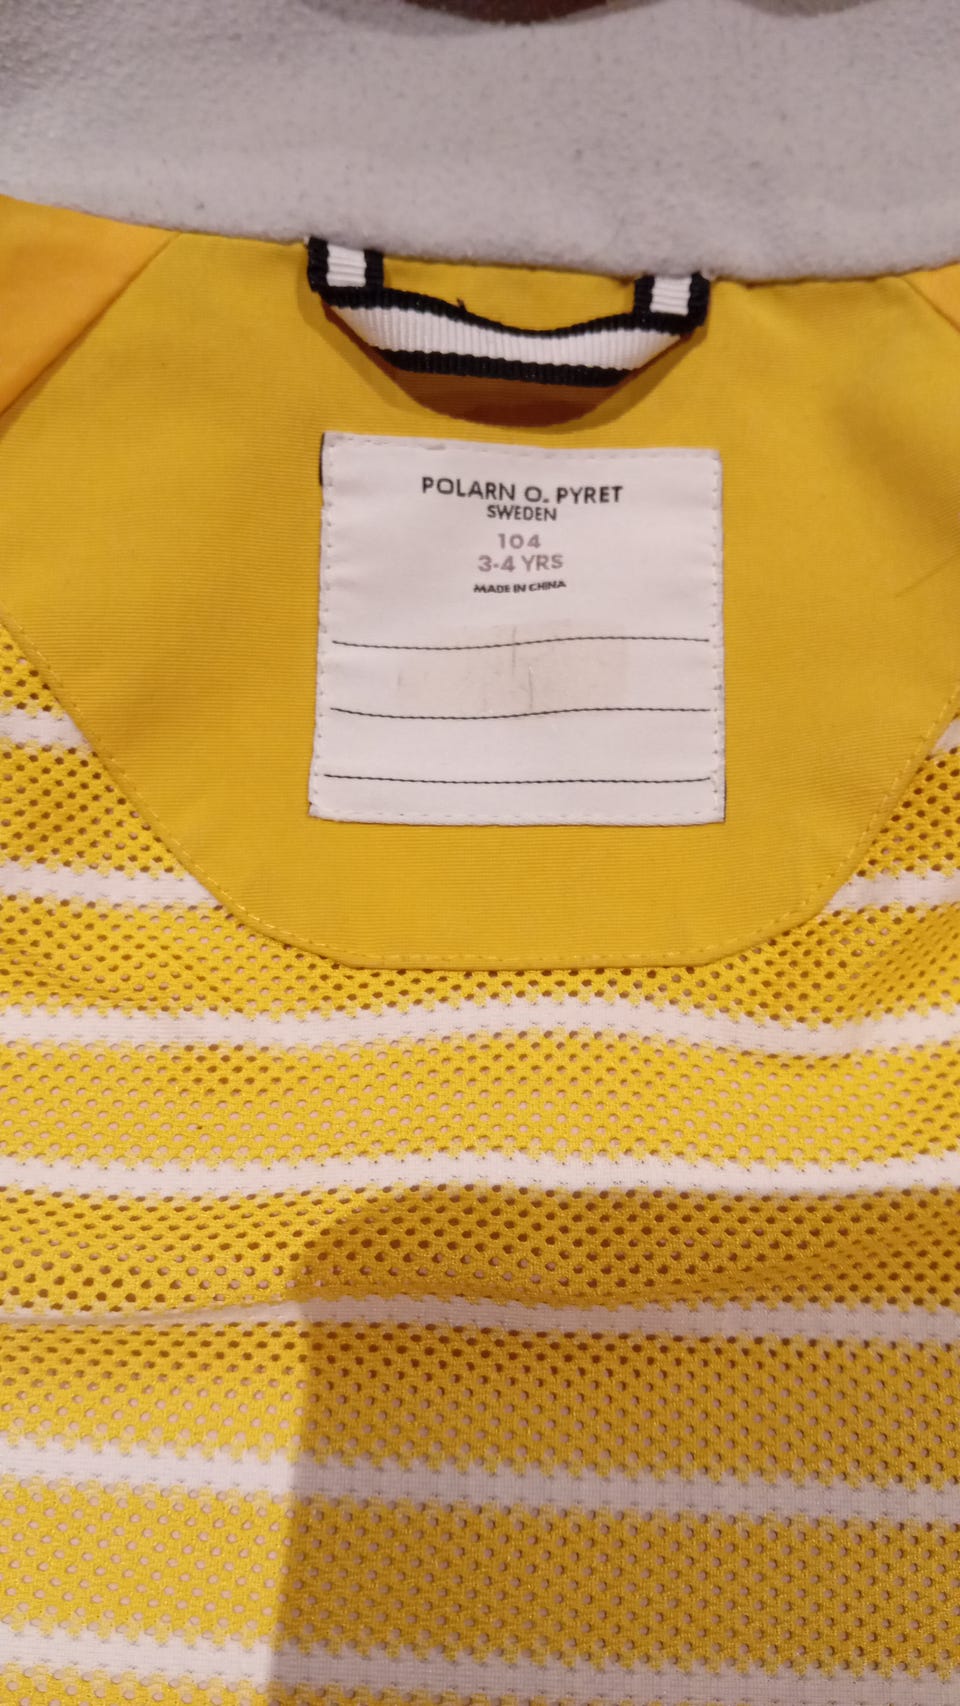 POLARN O. PYRET
SWEDEN
104
3-4 YRS
MADE IN CHINA